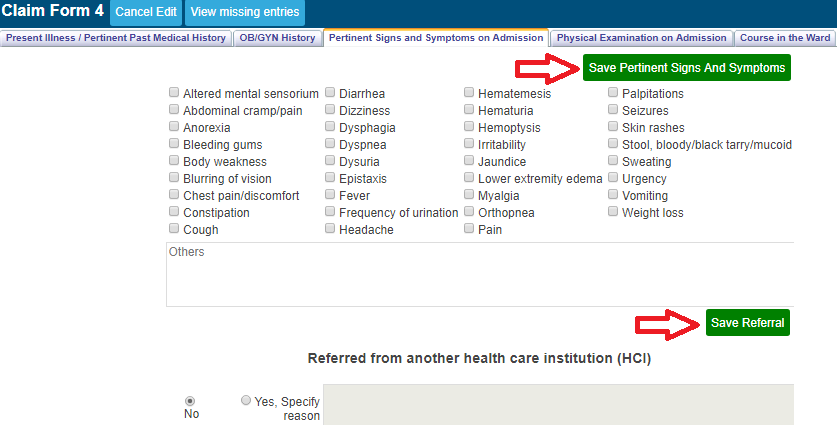 Claim Form 4 Cancel Edit View missing entries
Present Illness / Pertinent Past Medical History OB/GYN History Pertinent Signs and Symptoms on Admission Physical Examination on Admission Course in the Ward
Save Pertinent Signs And Symptoms
Altered mental sensorium Diarrhea Hematemesis Palpitations
Abdominal cramp/pain Dizziness Hematuria Seizures
Anorexia Dysphagia Hemoptysis Skin rashes
Bleeding gums Dyspnea Irritability Stool, bloody/black tarry/mucoid
Body weakness Dysuria Jaundice Sweating
Blurring of vision Epistaxis Lower extremity edema Urgency
Chest pain/discomfort Fever Myalgia Vomiting
Constipation Frequency of urination Orthopnea Weight loss
Cough Headache Pain
Others
Save Referral
Referred from another health care institution (HCI)
No
Yes, Specify
reason